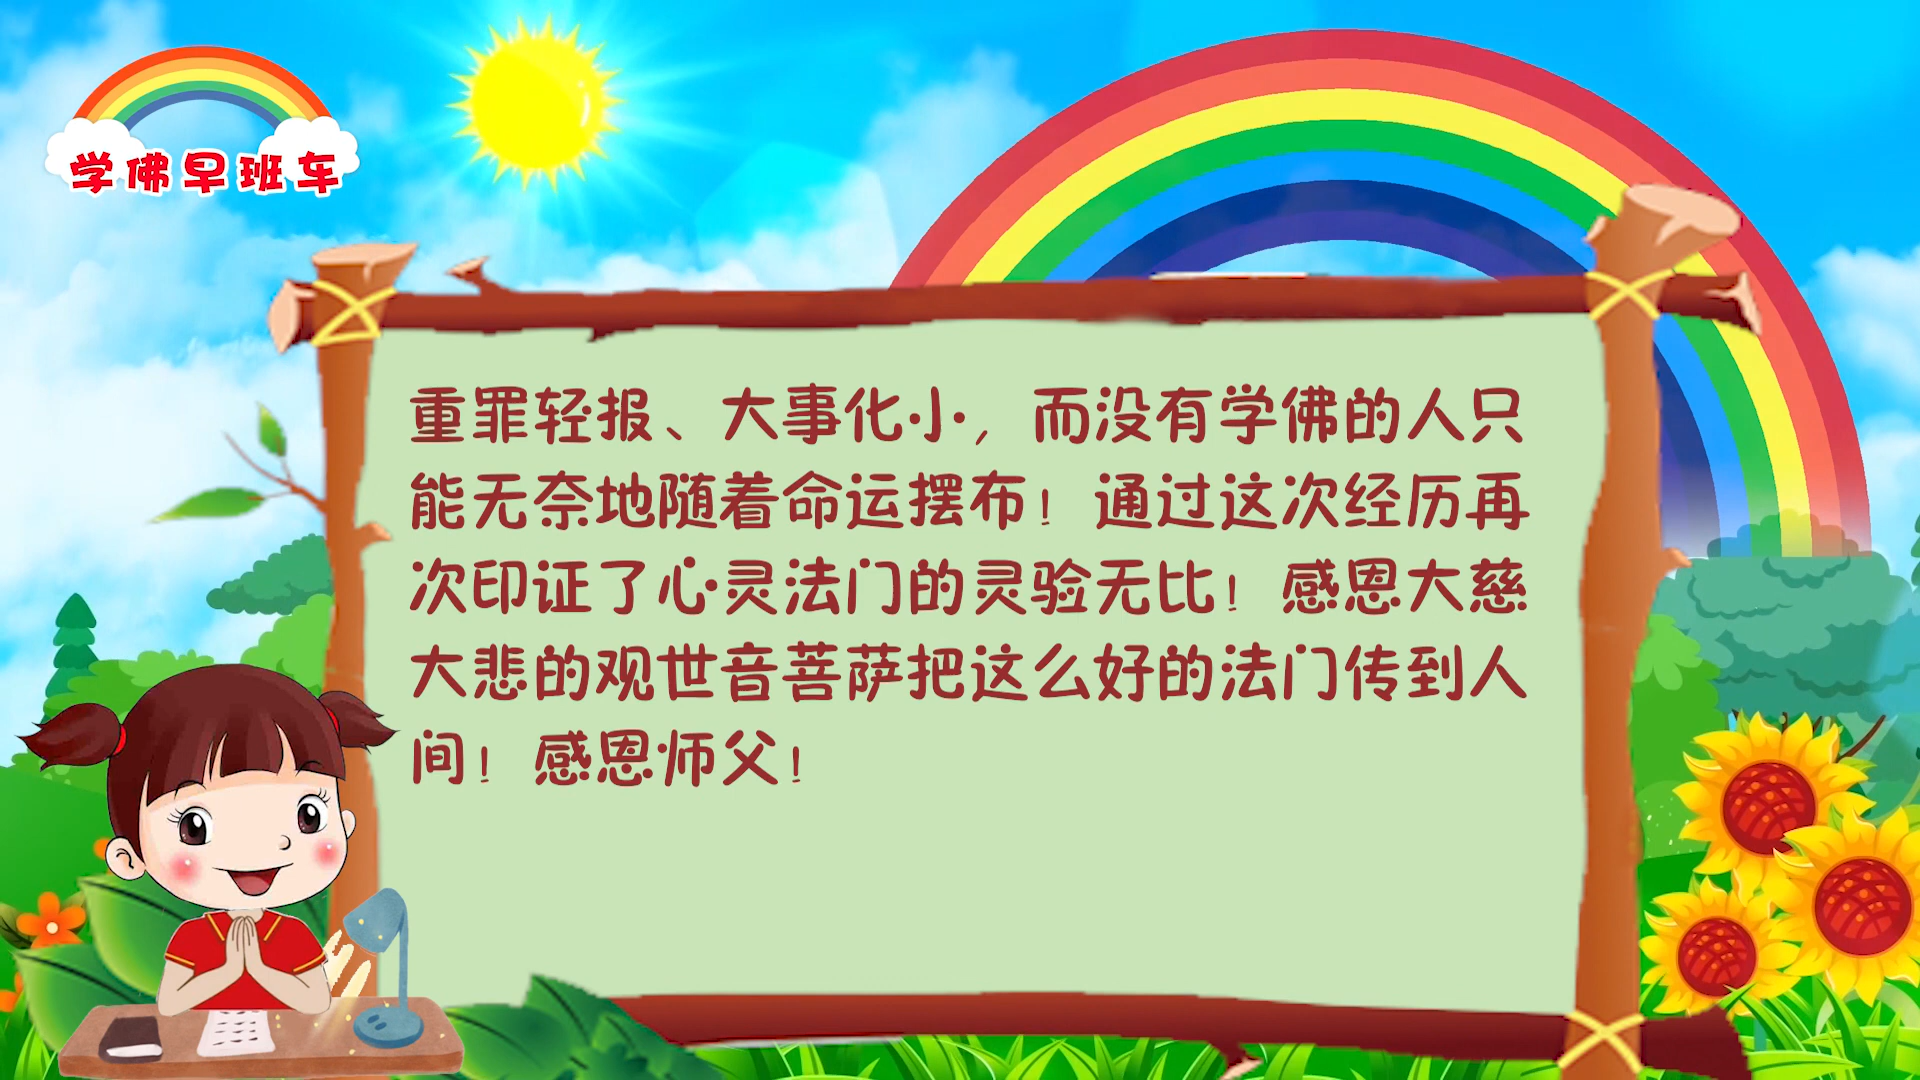 学佛早班车
重罪轻报、大事化小，而没有学佛的人只
能无奈地随着命运摆布！通过这次经历再
次印证了心灵法门的灵验无比！感恩大慈
大悲的观世音菩萨把这么好的法门传到人
间！感恩师父！